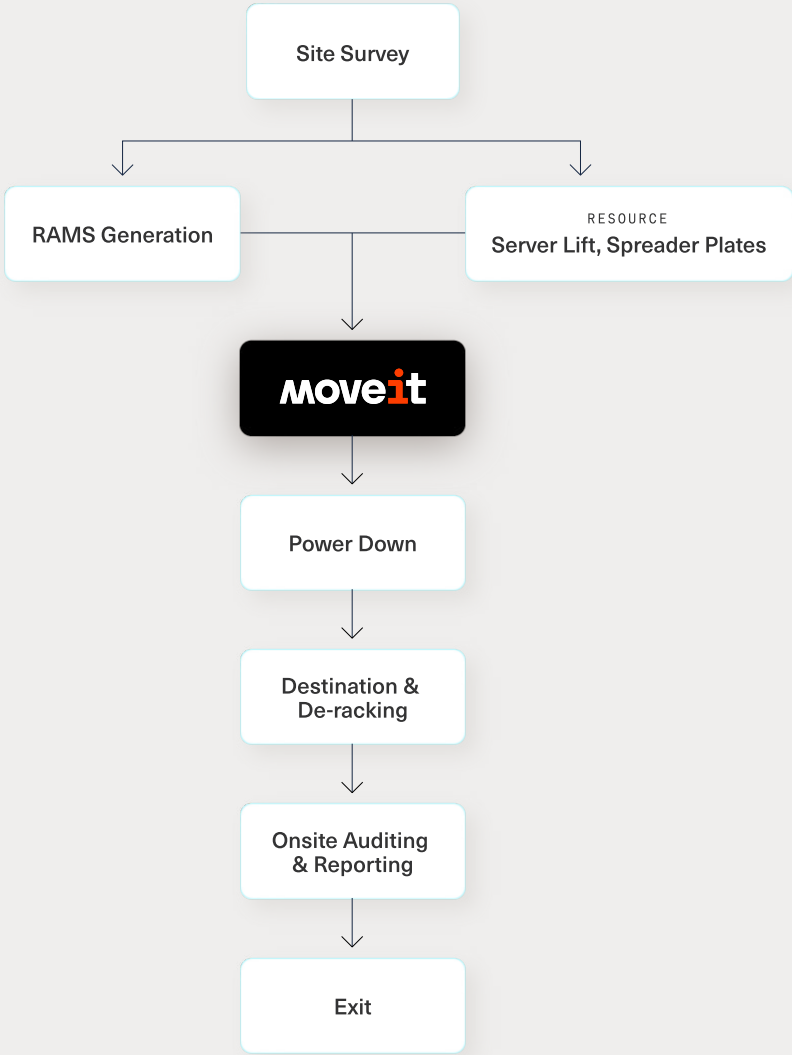 Site Survey
RAMS Generation
RESOURCE
Server Lift, Spreader Plates
moveit
Power Down
Destination &
De-racking
Onsite Auditing
& Reporting
Exit